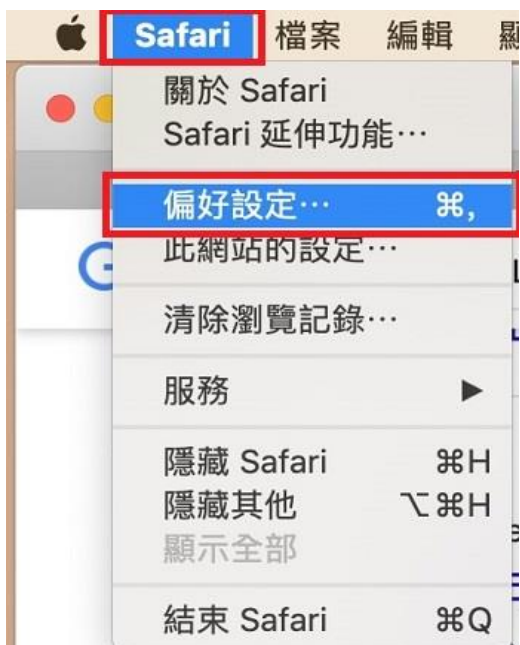 Safari 檔案 編輯
關於 Safari
Safari 延伸功能…
偏好設定… ⌘,
此網站的設定…
清除瀏覽記錄…
服務 ▶
隱藏 Safari ⌘H
隱藏其他 ⌥⌘H
顯示全部
結束 Safari ⌘Q